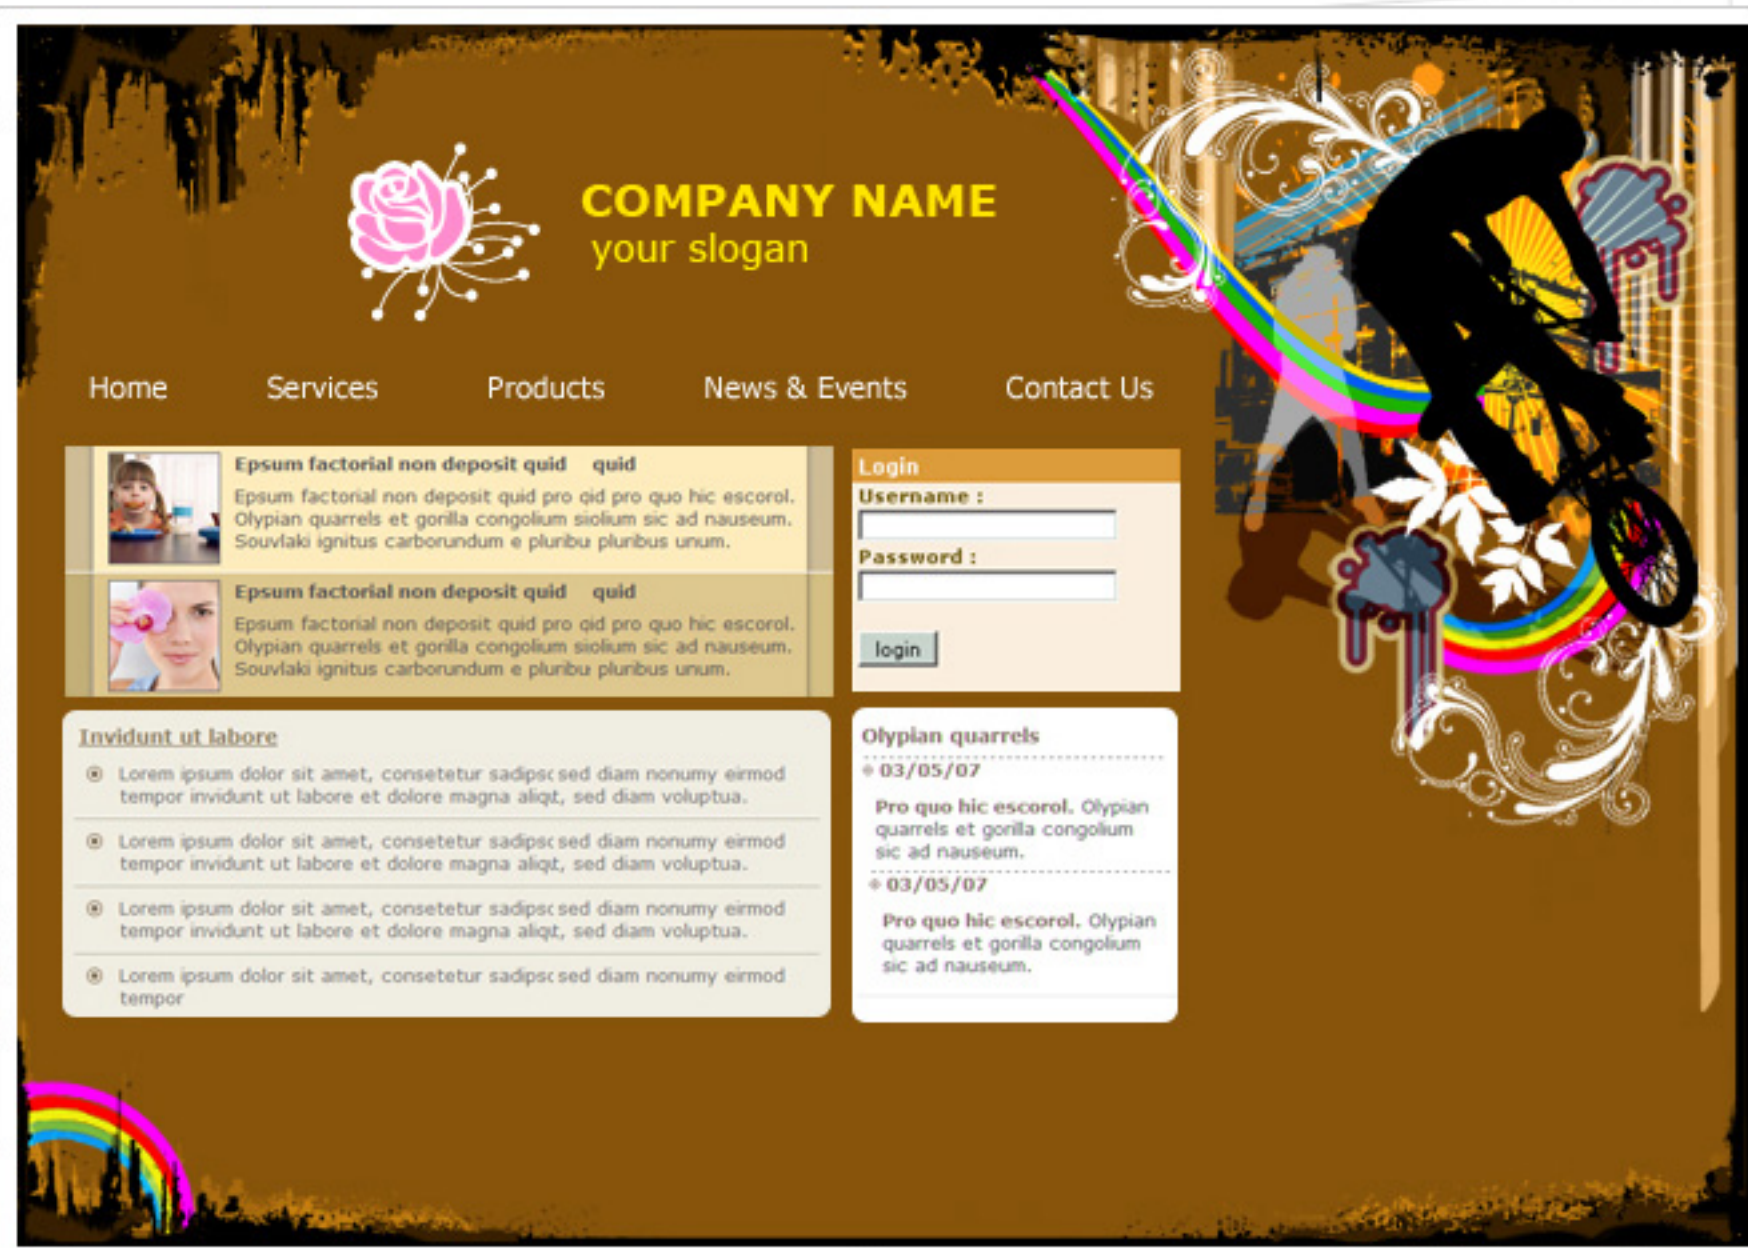 COMPANY NAME
your slogan
Home Services Products News & Events Contact Us
Epsum factorial non deposit quid quid
Epsum factorial non deposit quid pro qid pro quo hic escorol.
Olypian quarrels et gorilla congolium siolium sic ad nauseum.
Souvlaki ignitus carborundum e pluribu pluribus unum.
Epsum factorial non deposit quid quid
Epsum factorial non deposit quid pro qid pro quo hic escorol.
Olypian quarrels et gorilla congolium siolium sic ad nauseum.
Souvlaki ignitus carborundum e pluribu pluribus unum.
Login
Username :
Password :
login
Invidunt ut labore
Lorem ipsum dolor sit amet, consetetur sadipsc sed diam nonumy eirmod
tempor invidunt ut labore et dolore magna aliqt, sed diam voluptua.
Lorem ipsum dolor sit amet, consetetur sadipsc sed diam nonumy eirmod
tempor invidunt ut labore et dolore magna aliqt, sed diam voluptua.
Lorem ipsum dolor sit amet, consetetur sadipsc sed diam nonumy eirmod
tempor invidunt ut labore et dolore magna aliqt, sed diam voluptua.
Lorem ipsum dolor sit amet, consetetur sadipsc sed diam nonumy eirmod
tempor
Olypian quarrels
03/05/07
Pro quo hic escorol. Olypian
quarrels et gorilla congolium
sic ad nauseum.
03/05/07
Pro quo hic escorol. Olypian
quarrels et gorilla congolium
sic ad nauseum.